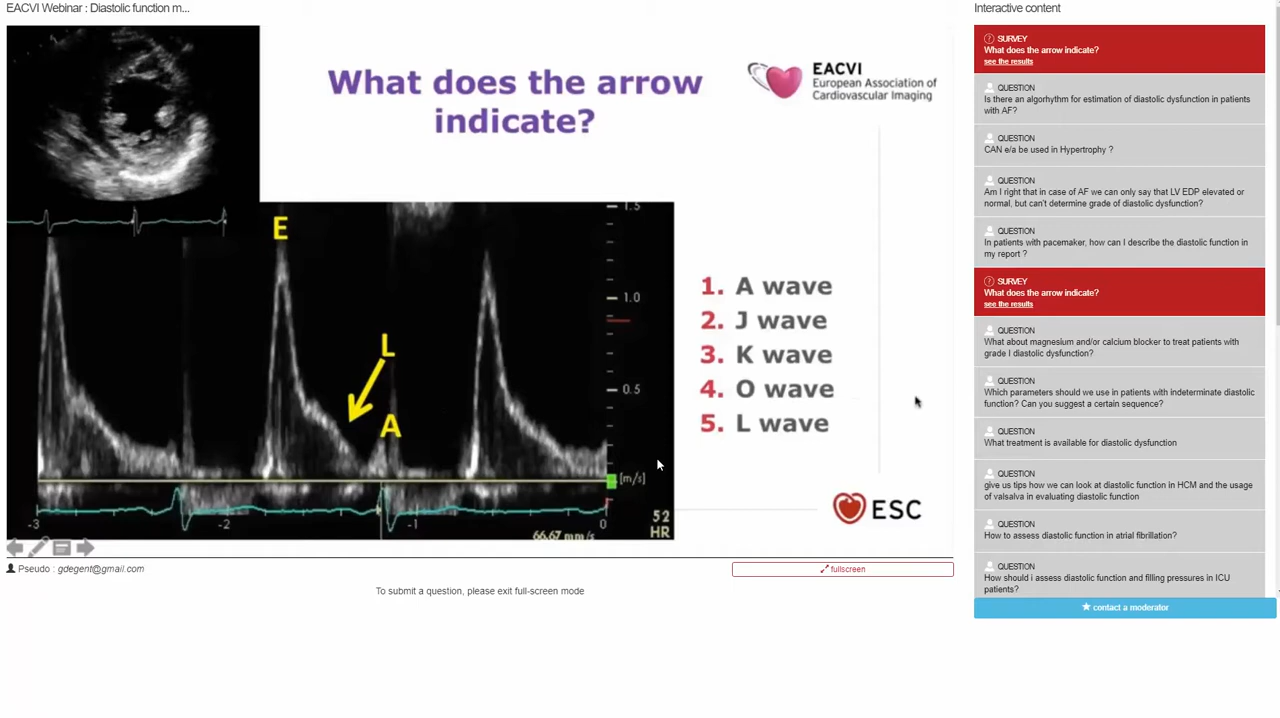 EACVI Webinar : Diastolic function m...
What does the arrow
indicate?
EACVI
European Association of
Cardiovascular Imaging
E
L
A
1.5
1.0
0.5
[m/s]
-3
-2
-1
0
66.67 mm/s
52
HR
1. A wave
2. J wave
3. K wave
4. O wave
5. L wave
ESC
Pseudo : gdegent@gmail.com
fullscreen
To submit a question, please exit full-screen mode
Interactive content
SURVEY
What does the arrow indicate?
see the results
QUESTION
Is there an algorhythm for estimation of diastolic dysfunction in patients
with AF?
QUESTION
CAN e/a be used in Hypertrophy ?
QUESTION
Am I right that in case of AF we can only say that LV EDP elevated or
normal, but can't determine grade of diastolic dysfunction?
QUESTION
In patients with pacemaker, how can I describe the diastolic function in
my report ?
SURVEY
What does the arrow indicate?
see the results
QUESTION
What about magnesium and/or calcium blocker to treat patients with
grade I diastolic dysfunction?
QUESTION
Which parameters should we use in patients with indeterminate diastolic
function? Can you suggest a certain sequence?
QUESTION
What treatment is available for diastolic dysfunction
QUESTION
give us tips how we can look at diastolic function in HCM and the usage
of valsalva in evaluating diastolic function
QUESTION
How to assess diastolic function in atrial fibrillation?
QUESTION
How should i assess diastolic function and filling pressures in ICU
patients?
contact a moderator